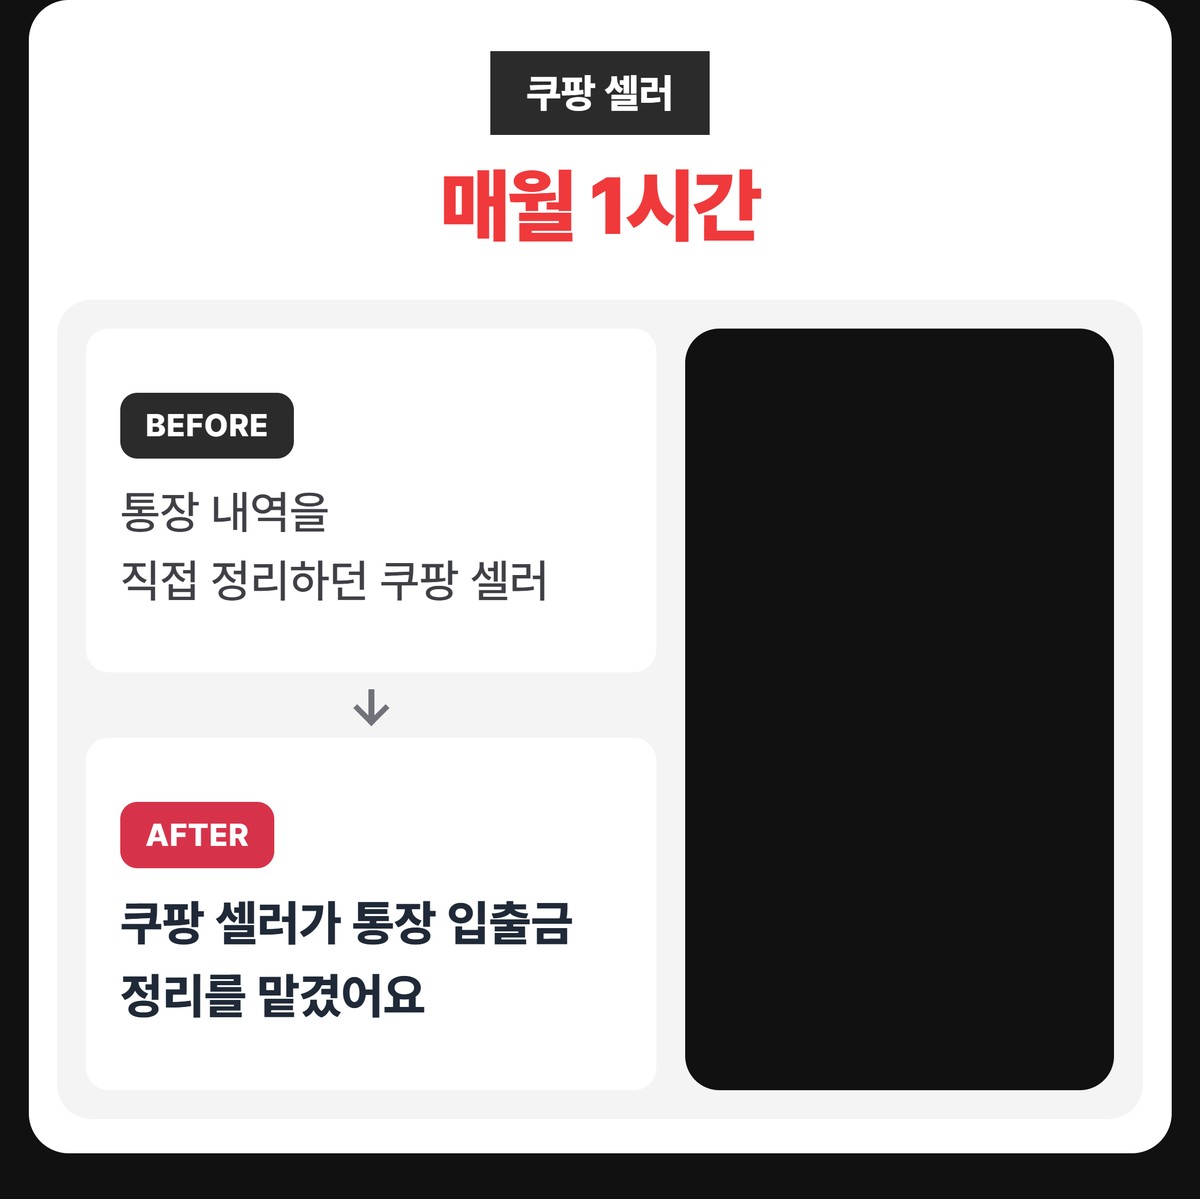 쿠팡 셀러
매월 1시간
BEFORE
통장 내역을
직접 정리하던 쿠팡 셀러
AFTER
쿠팡 셀러가 통장 입출금
정리를 맡겼어요